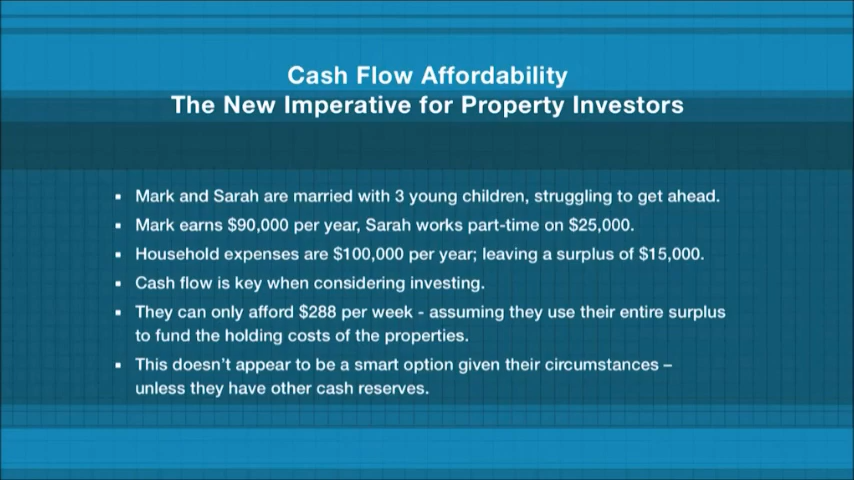 Cash Flow Affordability
The New Imperative for Property Investors
▪ Mark and Sarah are married with 3 young children, struggling to get ahead.
▪ Mark earns $90,000 per year, Sarah works part-time on $25,000.
▪ Household expenses are $100,000 per year; leaving a surplus of $15,000.
▪ Cash flow is key when considering investing.
▪ They can only afford $288 per week - assuming they use their entire surplus
to fund the holding costs of the properties.
▪ This doesn't appear to be a smart option given their circumstances –
unless they have other cash reserves.